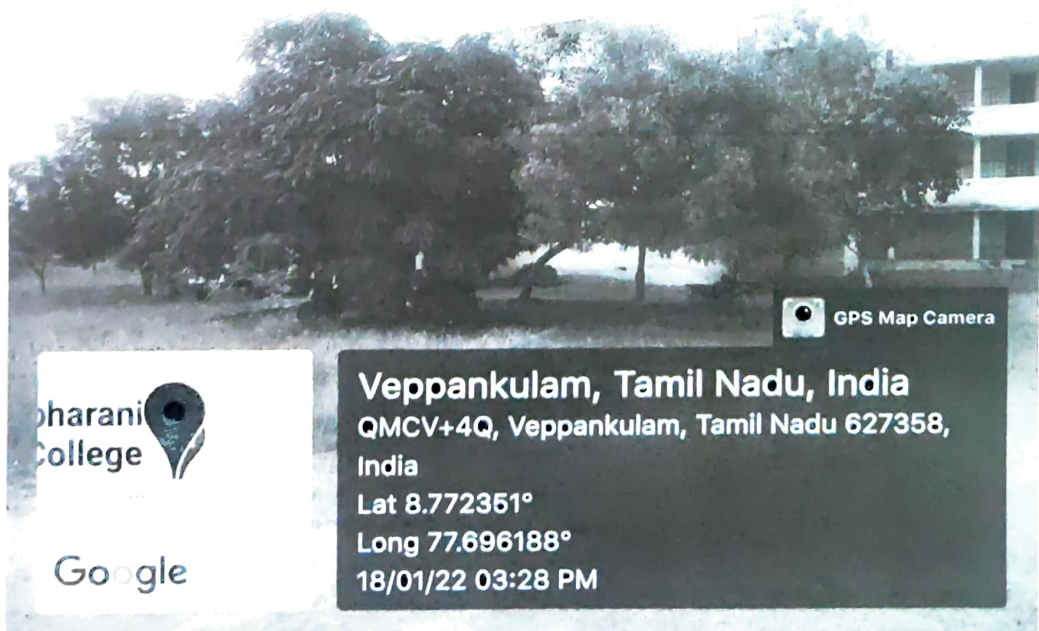 GPS Map Camera
Veppankulam, Tamil Nadu, India
QMCV+4Q, Veppankulam, Tamil Nadu 627358,
India
Lat 8.772351°
Long 77.696188°
18/01/22 03:28 PM
bharani
College
Google